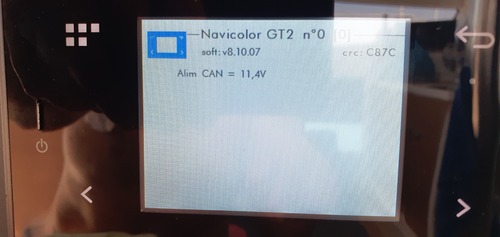 Navicolor GT2 n°0 [0]
soft: v8.10.07 crc: C87C
Alim CAN = 11,4V